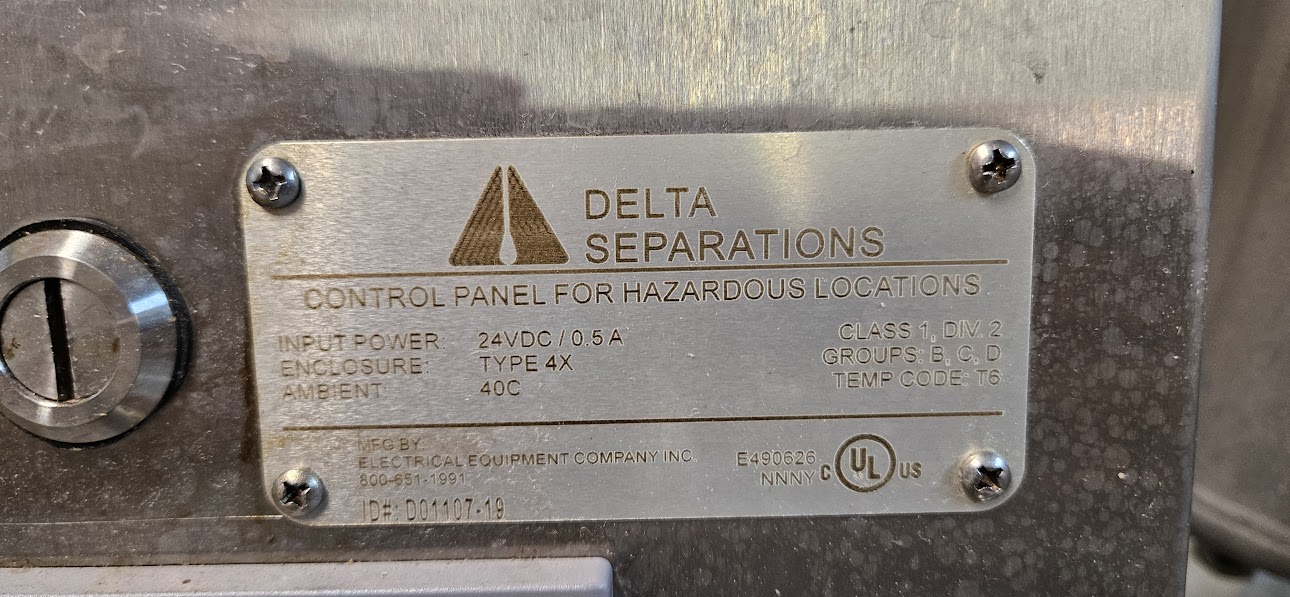 DELTA
SEPARATIONS
CONTROL PANEL FOR HAZARDOUS LOCATIONS
INPUT POWER: 24VDC / 0.5 A
ENCLOSURE: TYPE 4X
AMBIENT: 40C
CLASS 1, DIV. 2
GROUPS: B, C, D
TEMP CODE: T6
MFG BY:
ELECTRICAL EQUIPMENT COMPANY INC.
800-651-1991
ID#: D01107-19
E490626
NNNY
C UL US